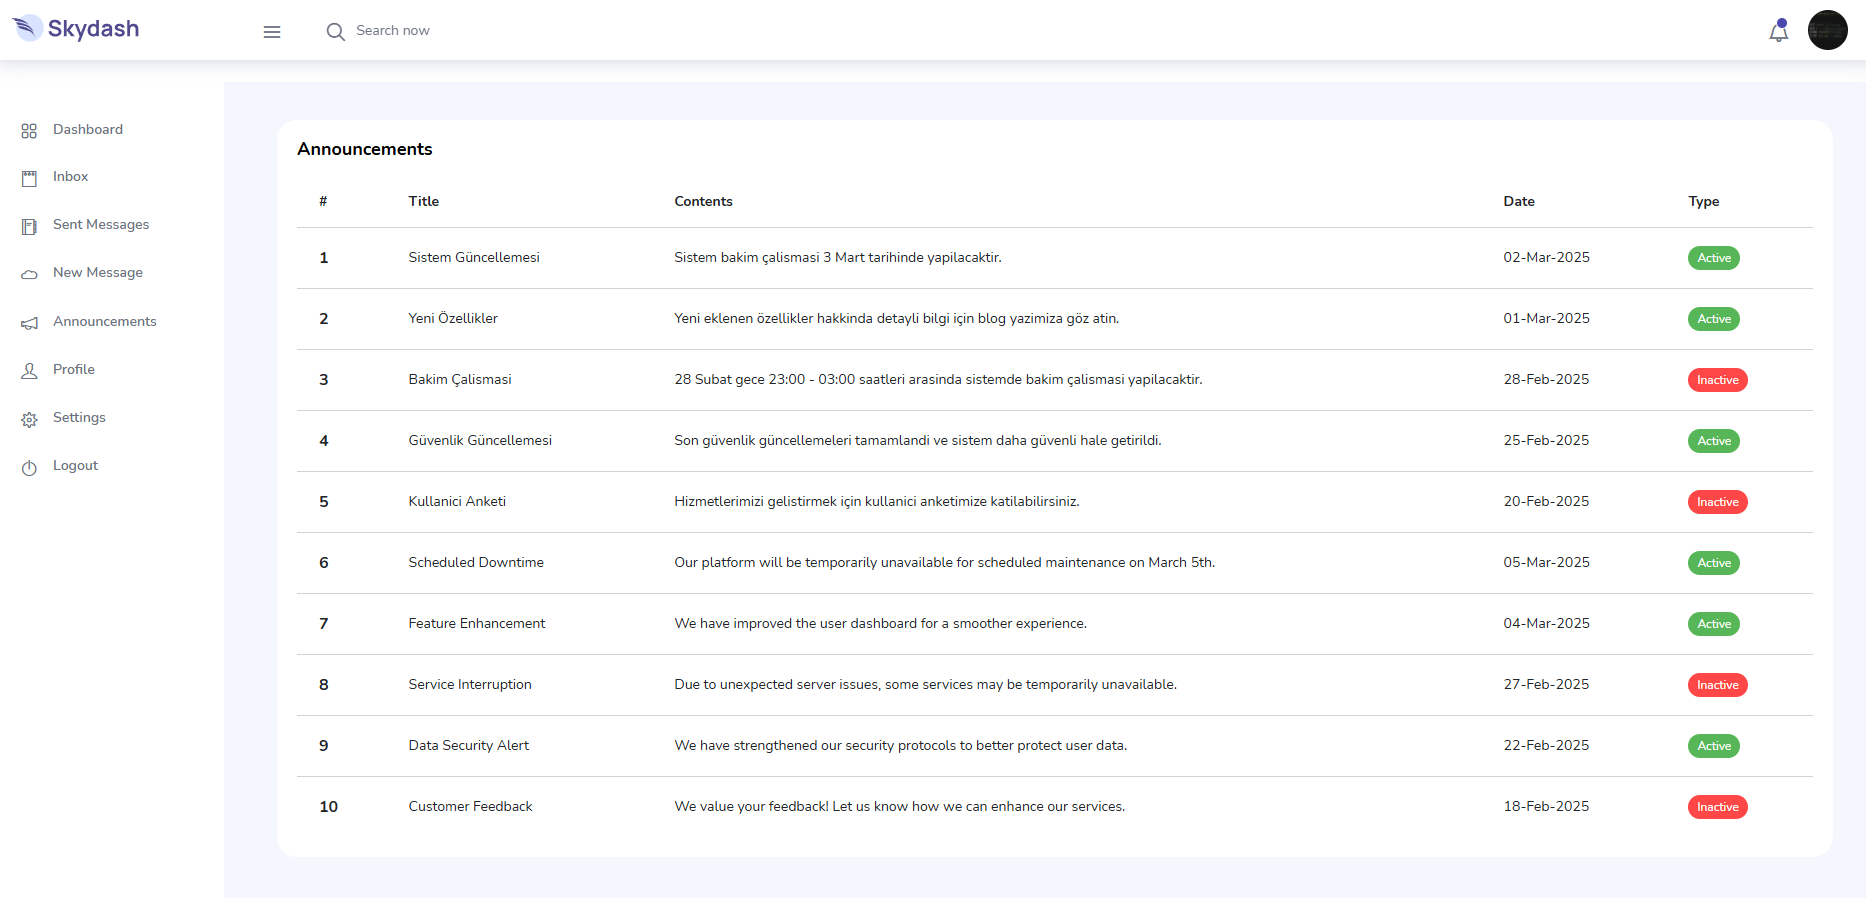 Skydash
Search now
Dashboard
Inbox
Sent Messages
New Message
Announcements
Profile
Settings
Logout
Announcements
# Title Contents Date Type
1 Sistem Güncellemesi Sistem bakim çalismasi 3 Mart tarihinde yapilacaktir. 02-Mar-2025 Active
2 Yeni Özellikler Yeni eklenen özellikler hakkinda detayli bilgi için blog yazimiza göz atin. 01-Mar-2025 Active
3 Bakim Çalismasi 28 Subat gece 23:00 - 03:00 saatleri arasinda sistemde bakim çalismasi yapilacaktir. 28-Feb-2025 Inactive
4 Güvenlik Güncellemesi Son güvenlik güncellemeleri tamamlandi ve sistem daha güvenli hale getirildi. 25-Feb-2025 Active
5 Kullanici Anketi Hizmetlerimizi gelistirmek için kullanici anketimize katilabilirsiniz. 20-Feb-2025 Inactive
6 Scheduled Downtime Our platform will be temporarily unavailable for scheduled maintenance on March 5th. 05-Mar-2025 Active
7 Feature Enhancement We have improved the user dashboard for a smoother experience. 04-Mar-2025 Active
8 Service Interruption Due to unexpected server issues, some services may be temporarily unavailable. 27-Feb-2025 Inactive
9 Data Security Alert We have strengthened our security protocols to better protect user data. 22-Feb-2025 Active
10 Customer Feedback We value your feedback! Let us know how we can enhance our services. 18-Feb-2025 Inactive